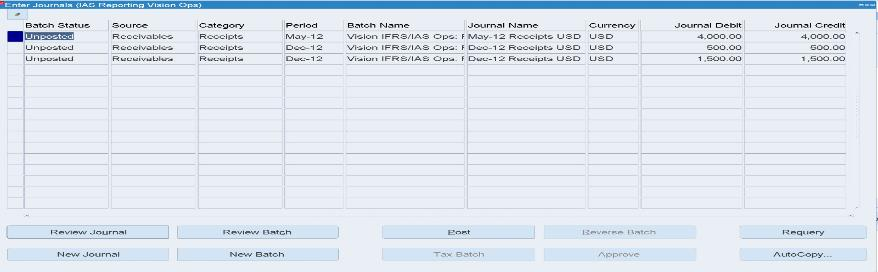 Enter Journals (IAS Reporting Vision Ops)
Batch Status Source Category Period Batch Name Journal Name Currency Journal Debit Journal Credit
Unposted Receivables Receipts May-12 Vision IFRS/IAS Ops: F May-12 Receipts USD USD 4,000.00 4,000.00
Unposted Receivables Receipts Dec-12 Vision IFRS/IAS Ops: F Dec-12 Receipts USD USD 500.00 500.00
Unposted Receivables Receipts Dec-12 Vision IFRS/IAS Ops: F Dec-12 Receipts USD USD 1,500.00 1,500.00
Review Journal Review Batch Post Reverse Batch Requery
New Journal New Batch Tax Batch Approve AutoCopy...